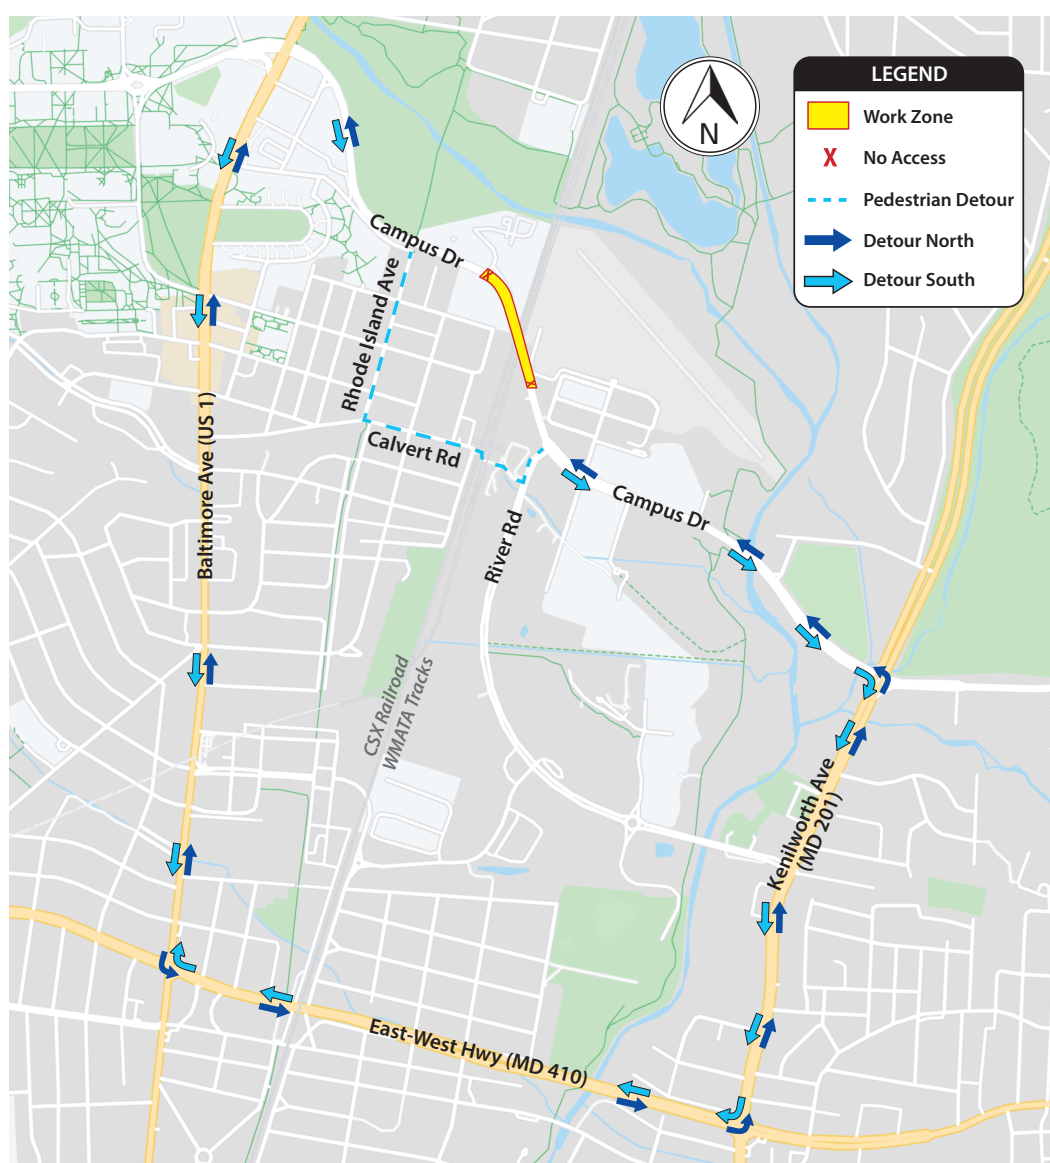 LEGEND
Work Zone
X No Access
Pedestrian Detour
Detour North
Detour South
N
Campus Dr
Rhode Island Ave
Calvert Rd
Baltimore Ave (US 1)
River Rd
Campus Dr
CSX Railroad
WMATA Tracks
Kenilworth Ave
(MD 201)
East-West Hwy (MD 410)